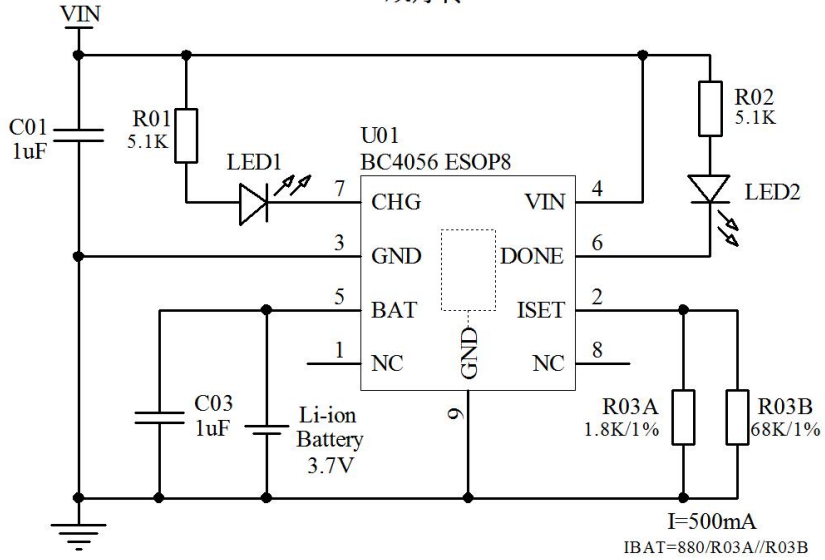 VIN
C01
1uF
R01
5.1K
LED1
U01
BC4056 ESOP8
R02
5.1K
LED2
7
CHG
VIN
4
3
GND
DONE
6
5
BAT
ISET
2
1
NC
GND
NC
8
9
C03
1uF
Li-ion
Battery
3.7V
R03A
1.8K/1%
R03B
68K/1%
I=500mA
IBAT=880/R03A//R03B